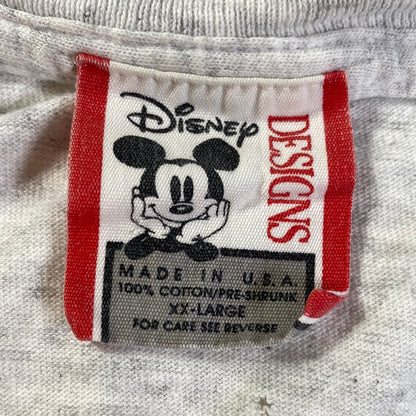 Disney
DESIGNS
MADE IN U.S.A.
100% COTTON/PRE-SHRUNK
XX-LARGE
FOR CARE SEE REVERSE